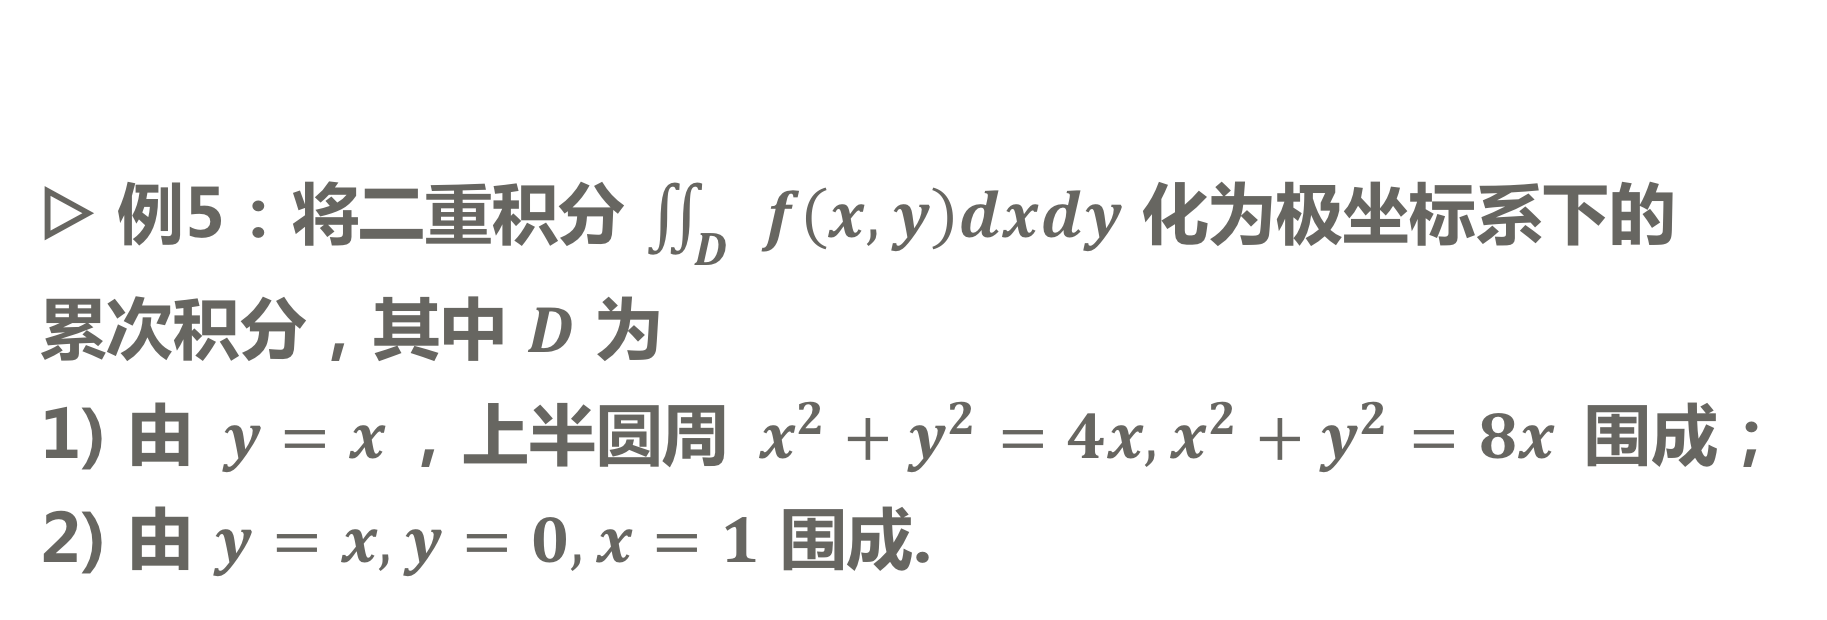 ▷ 例5：将二重积分 ∬_D f(x, y)dxdy 化为极坐标系下的
累次积分，其中 D 为
1) 由 y = x，上半圆周 x² + y² = 4x, x² + y² = 8x 围成；
2) 由 y = x, y = 0, x = 1 围成.